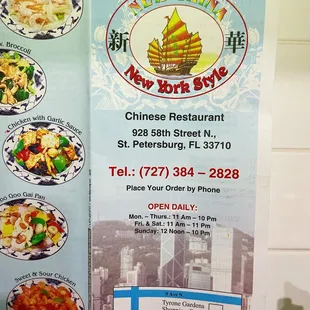 NEW CHINA
新 華
New York Style
Chinese Restaurant
928 58th Street N.,
St. Petersburg, FL 33710
Tel.: (727) 384 – 2828
Place Your Order by Phone
OPEN DAILY:
Mon. – Thurs.: 11 Am – 10 Pm
Fri. & Sat.: 11 Am – 11 Pm
Sunday: 12 Noon – 10 Pm
Tyrone Gardens
Broccoli
Chicken with Garlic Sauce
Goo Gai Pan
Sweet & Sour Chicken